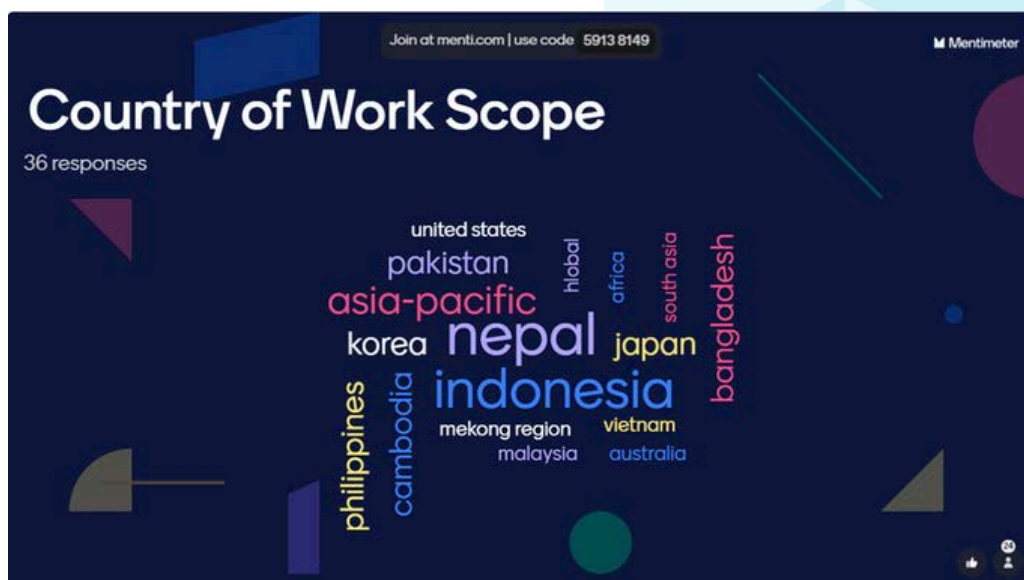 Join at menti.com | use code 5913 8149
Mentimeter
Country of Work Scope
36 responses
united states
pakistan
hlobal
africa
south asia
bangladesh
asia-pacific
nepal
korea
japan
indonesia
philippines
cambodia
mekong region
vietnam
malaysia
australia
24